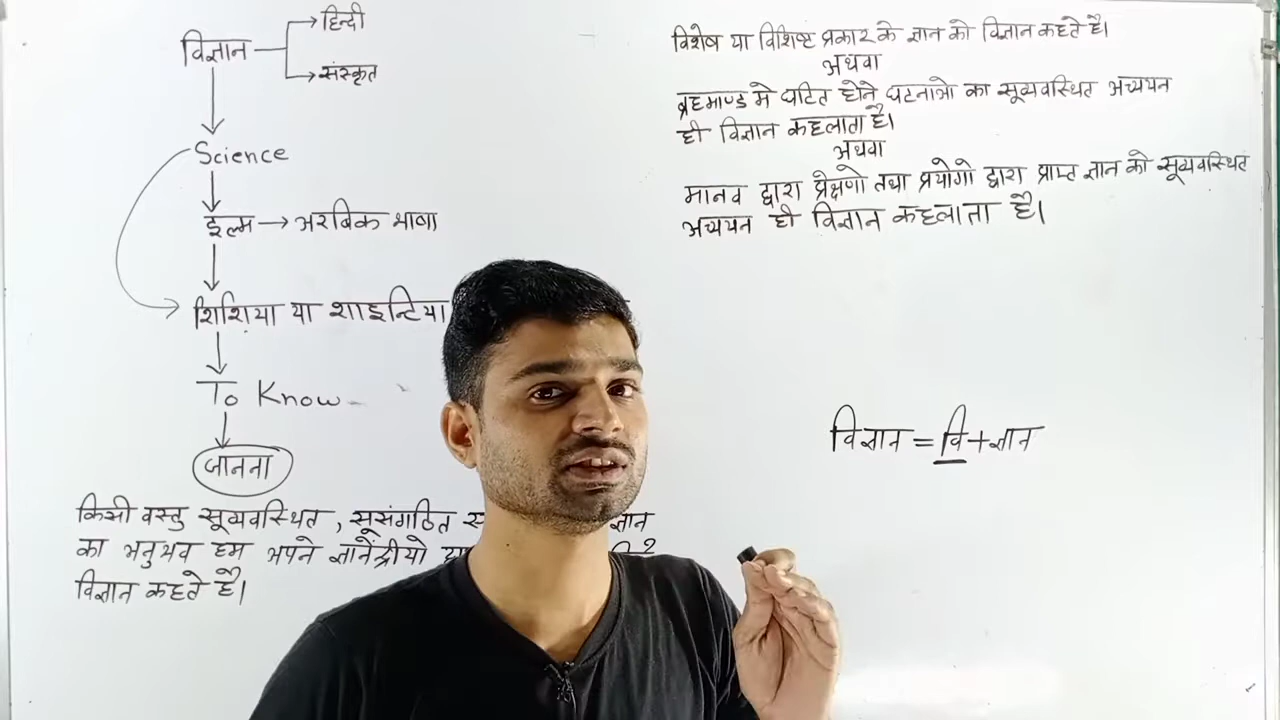 विज्ञान → हिन्दी
→ संस्कृत
Science
इल्म → अरबिक भाषा
शिशिया या शाइन्टिया
To Know
जानना
किसी वस्तु सूव्यवस्थित, सूसंगठित ज्ञान
का अनुभव हम अपने ज्ञानेंद्रीयो
विज्ञान कहते है।
विशेष या विशिष्ट प्रकार के ज्ञान को विज्ञान कहते है।
अथवा
ब्रहमाण्ड मे घटित होने घटनाओ का सूव्यवस्थित अध्ययन
ही विज्ञान कहलाता है।
अथवा
मानव द्वारा प्रेक्षणो तथा प्रयोगो द्वारा प्राप्त ज्ञान को सूव्यवस्थित
अध्ययन ही विज्ञान कहलाता है।
विज्ञान = वि + ज्ञान